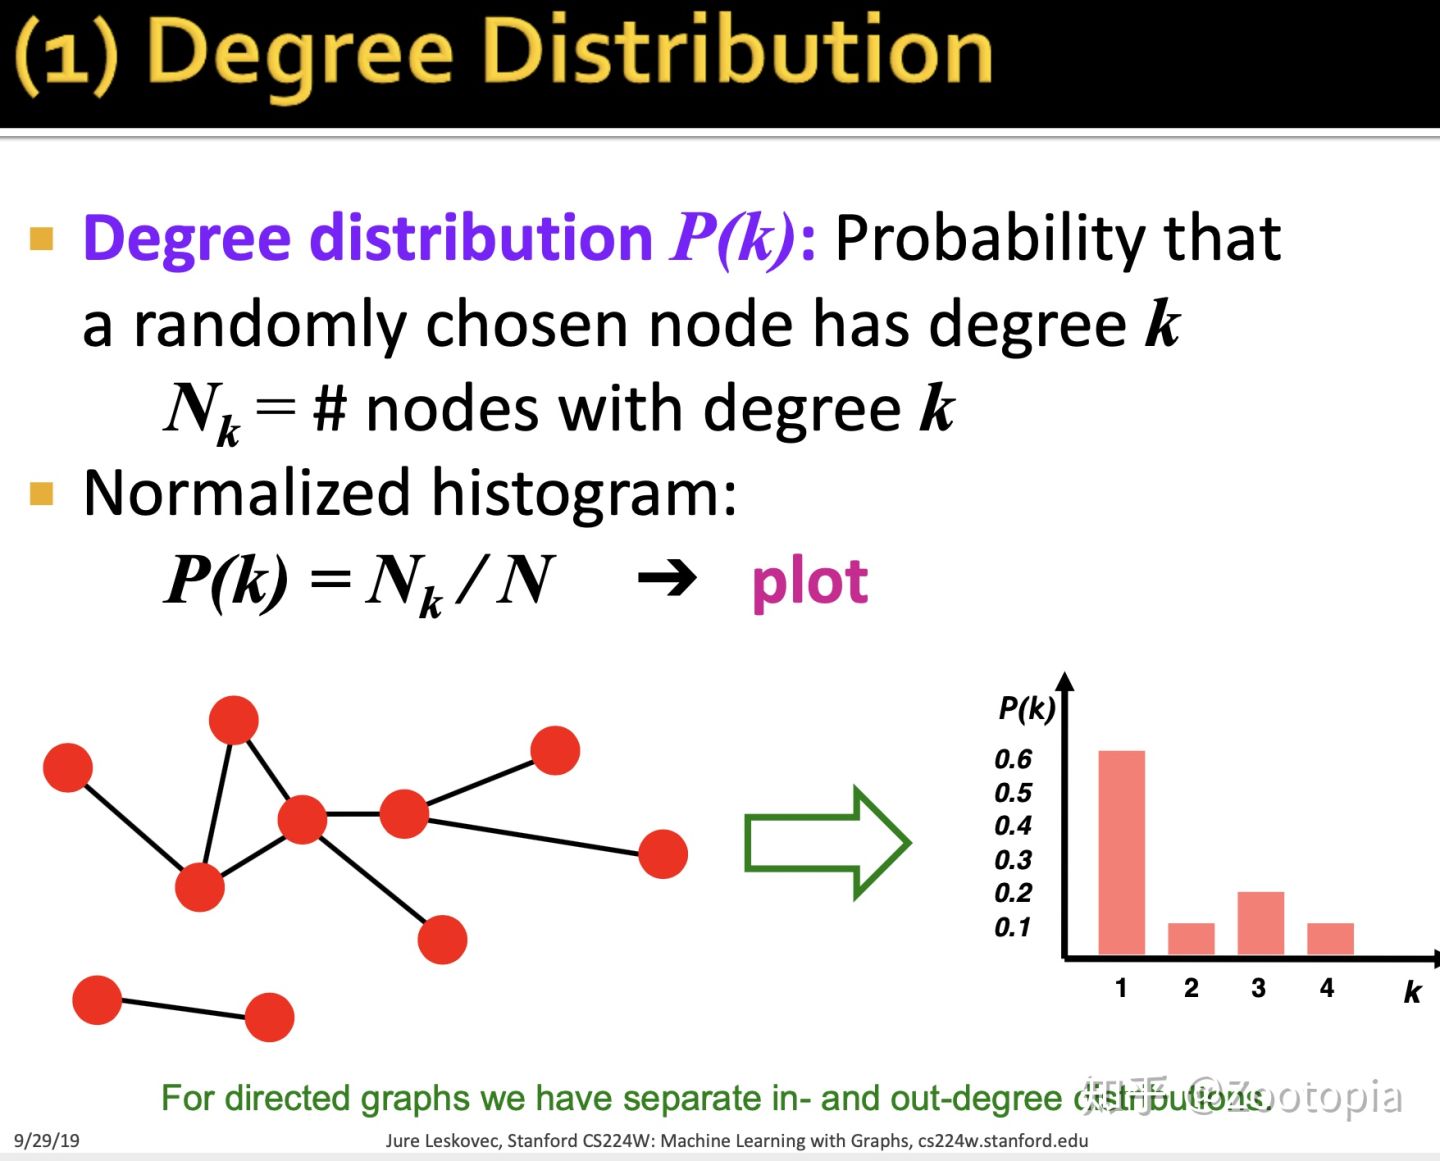 (1) Degree Distribution
Degree distribution P(k): Probability that
a randomly chosen node has degree k
Nₖ = # nodes with degree k
Normalized histogram:
P(k) = Nₖ / N ➔ plot
P(k)
0.6
0.5
0.4
0.3
0.2
0.1
1 2 3 4 k
For directed graphs we have separate in- and out-degree distributions.
知乎 @Zootopia
9/29/19
Jure Leskovec, Stanford CS224W: Machine Learning with Graphs, cs224w.stanford.edu